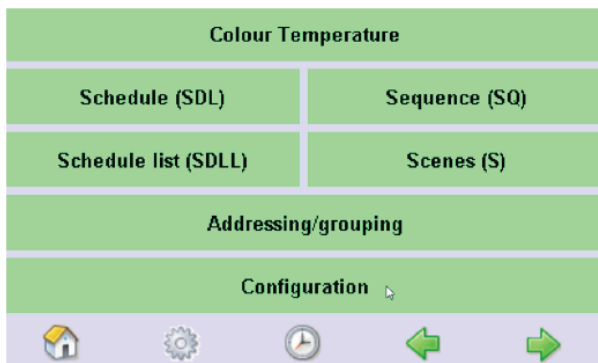 Colour Temperature
Schedule (SDL)
Sequence (SQ)
Schedule list (SDLL)
Scenes (S)
Addressing/grouping
Configuration